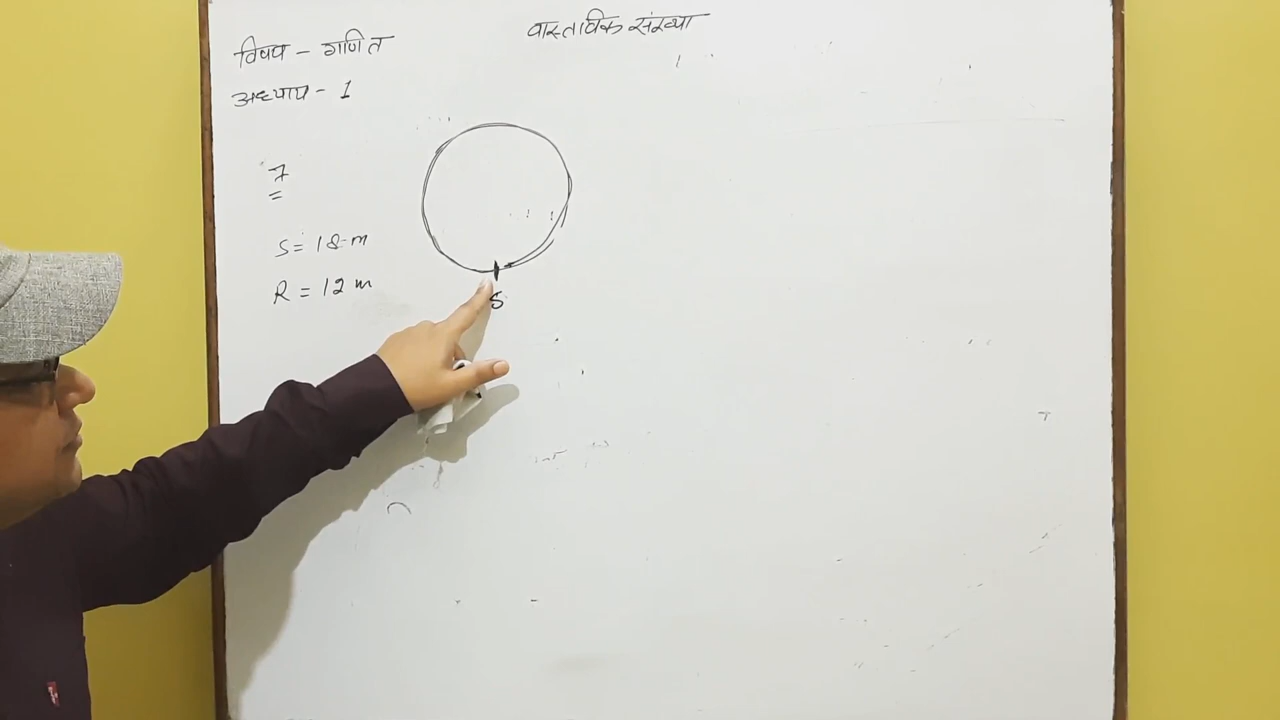 वास्तविक संख्या
विषय - गणित
अध्याय - 1
7
S = 18 m
R = 12 m
S